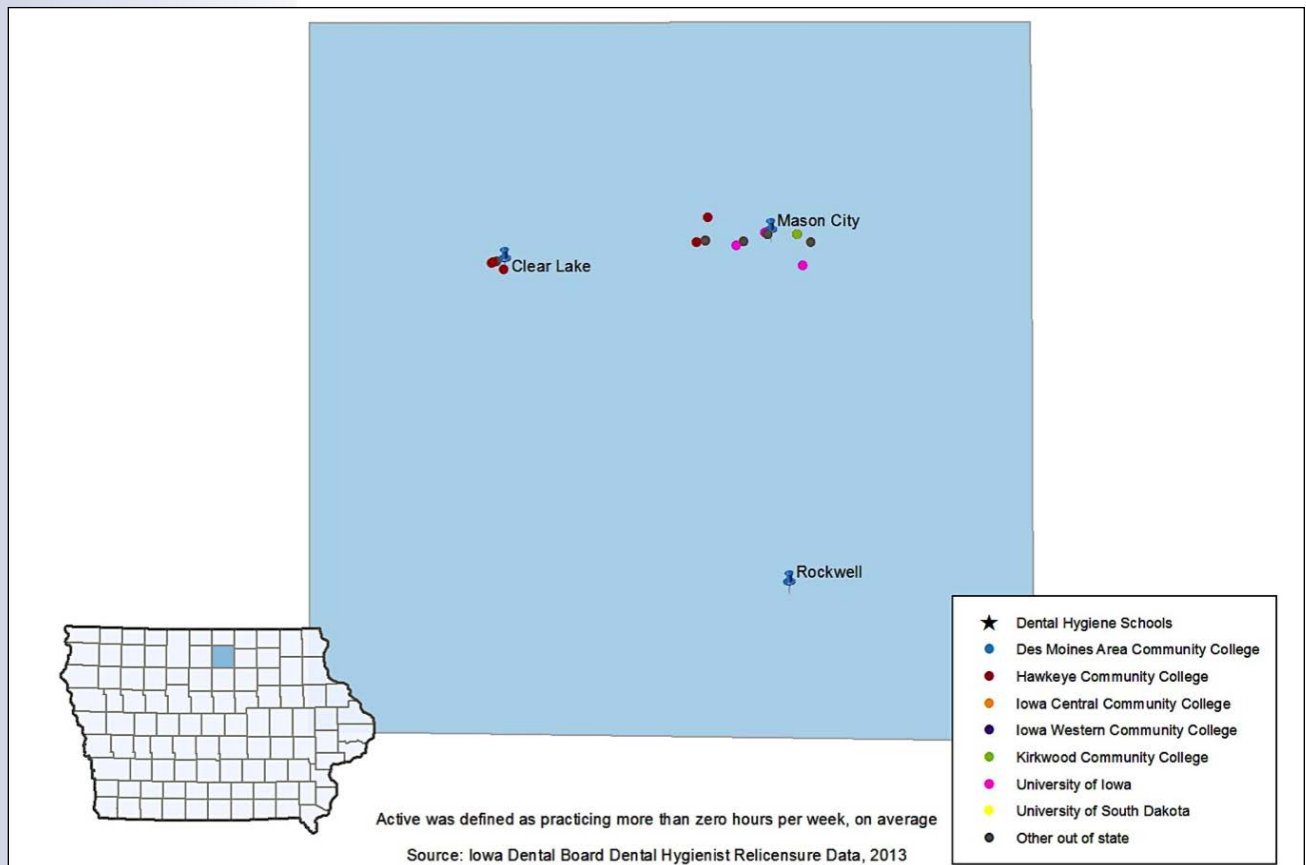 Mason City
Clear Lake
Rockwell
Dental Hygiene Schools
Des Moines Area Community College
Hawkeye Community College
Iowa Central Community College
Iowa Western Community College
Kirkwood Community College
University of Iowa
University of South Dakota
Other out of state
Active was defined as practicing more than zero hours per week, on average
Source: Iowa Dental Board Dental Hygienist Relicensure Data, 2013